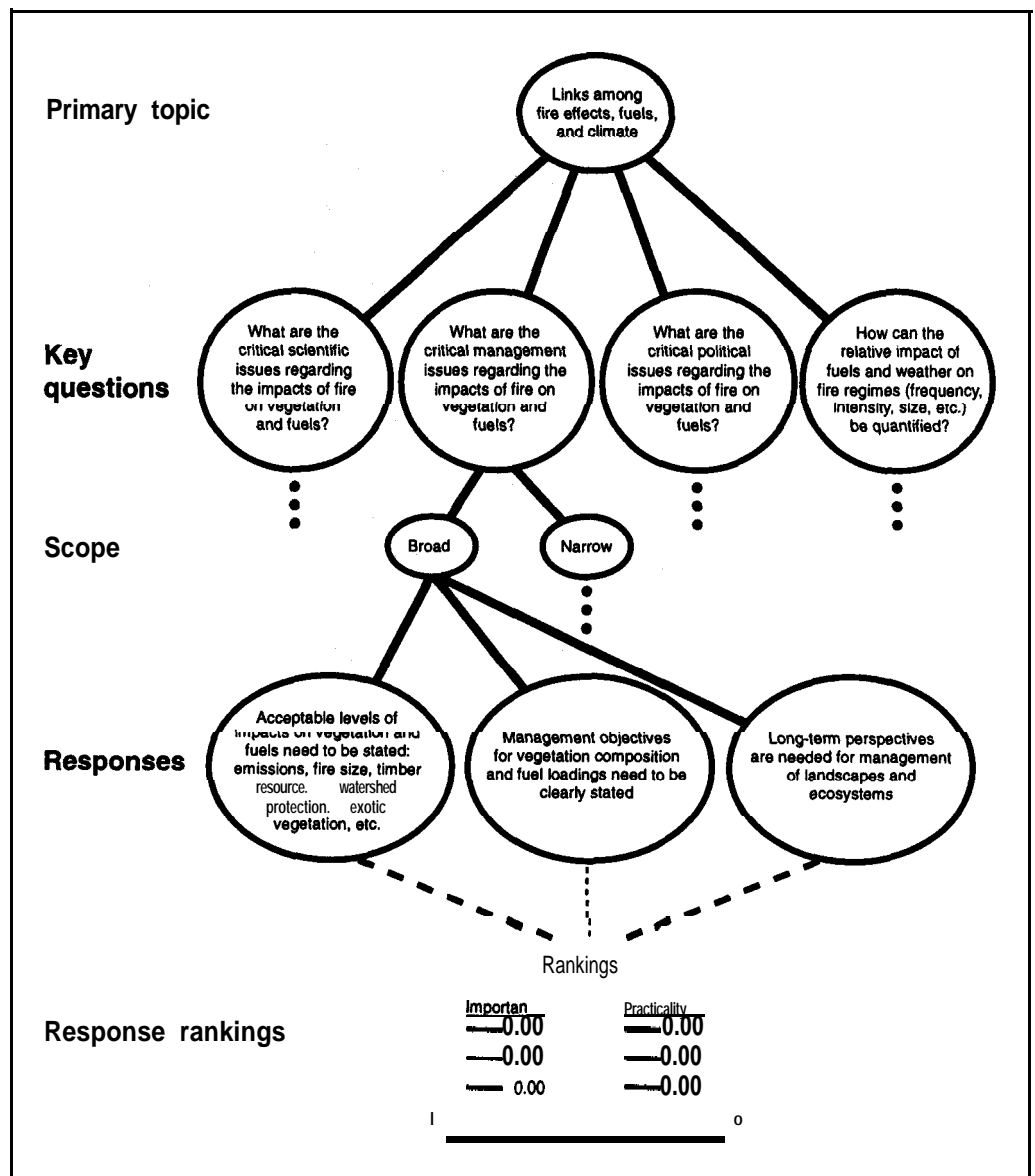 Primary topic
Links among
fire effects, fuels,
and climate
Key
questions
What are the
critical scientific
issues regarding
the impacts of fire
on vegetation
and fuels?
What are the
critical management
issues regarding the
impacts of fire on
vegetation and
fuels?
What are the
critical political
issues regarding the
impacts of fire on
vegetation and
fuels?
How can the
relative impact of
fuels and weather on
fire regimes (frequency,
intensity, size, etc.)
be quantified?
Scope
Broad
Narrow
Responses
Acceptable levels of
impacts on vegetation and
fuels need to be stated:
emissions, fire size, timber
resource. watershed
protection. exotic
vegetation, etc.
Management objectives
for vegetation composition
and fuel loadings need to be
clearly stated
Long-term perspectives
are needed for management
of landscapes and
ecosystems
Rankings
Response rankings
Importan
0.00
0.00
0.00
Practicality
0.00
0.00
0.00
I o